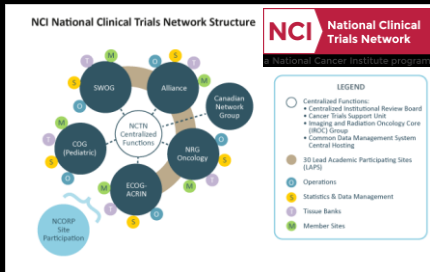 NCI National Clinical Trials Network Structure
NCI
National Clinical
Trials Network
a National Cancer Institute program
T
M
S
SWOG
O
O
S
T
Alliance
M
Canadian
Network
Group
NCTN
Centralized
Functions
M
T
COG
(Pediatric)
S
O
NRG
Oncology
O
S
M
T
ECOG-
ACRIN
M
T
O
S
NCORP
Site
Participation
LEGEND
Centralized Functions:
• Centralized Institutional Review Board
• Cancer Trials Support Unit
• Imaging and Radiation Oncology Core
(IROC) Group
• Common Data Management System
Central Hosting
30 Lead Academic Participating Sites
(LAPS)
O Operations
S Statistics & Data Management
T Tissue Banks
M Member Sites